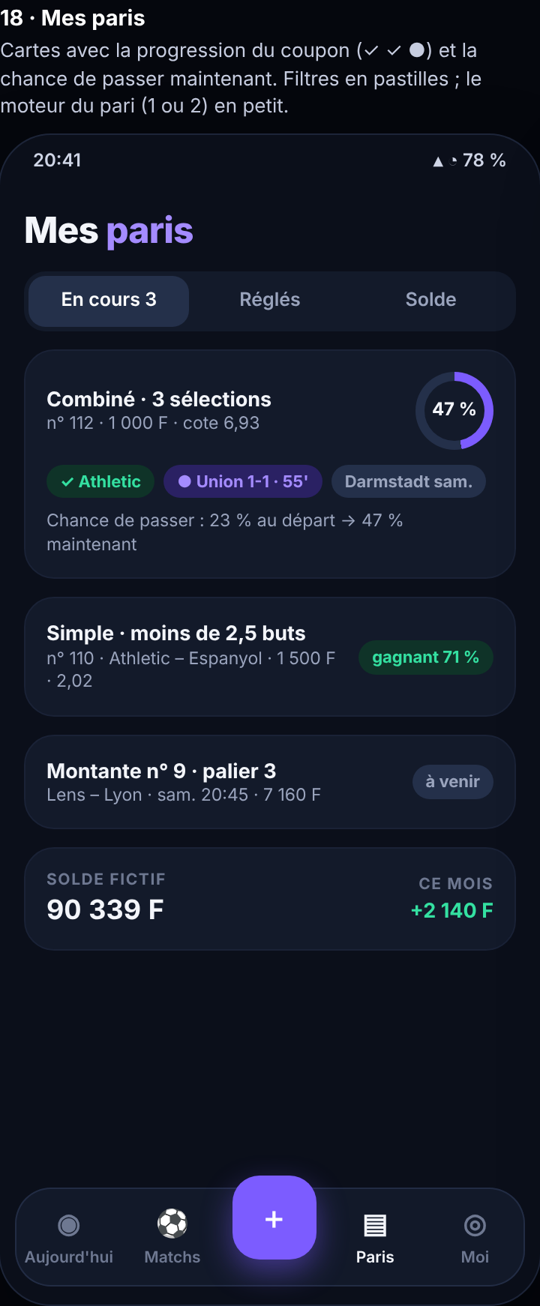 18 · Mes paris
Cartes avec la progression du coupon (✓ ✓ ●) et la
chance de passer maintenant. Filtres en pastilles ; le
moteur du pari (1 ou 2) en petit.
20:41
78 %
Mes paris
En cours 3
Réglés
Solde
Combiné · 3 sélections
n° 112 · 1 000 F · cote 6,93
47 %
✓ Athletic
● Union 1-1 · 55'
Darmstadt sam.
Chance de passer : 23 % au départ → 47 %
maintenant
Simple · moins de 2,5 buts
n° 110 · Athletic – Espanyol · 1 500 F
· 2,02
gagnant 71 %
Montante n° 9 · palier 3
Lens – Lyon · sam. 20:45 · 7 160 F
à venir
SOLDE FICTIF
90 339 F
CE MOIS
+2 140 F
+
Aujourd'hui
Matchs
Paris
Moi